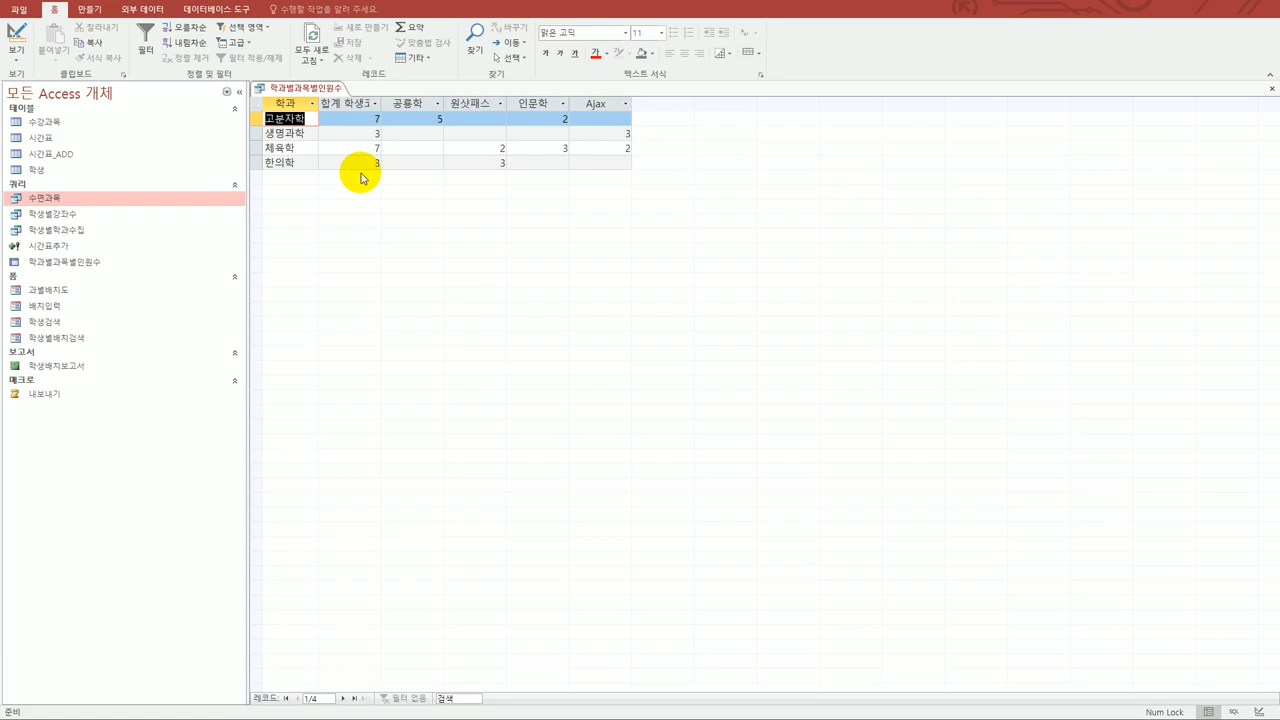 파일 홈 만들기 외부 데이터 데이터베이스 도구 수행할 작업을 알려 주세요.
잘라내기 오름차순 선택 영역 새로 만들기 요약 바꾸기 맑은 고딕 11
보기 붙여넣기 복사 필터 내림차순 고급 모두 새로 저장 맞춤법 검사 찾기 이동 가 가 가 가
서식 복사 정렬 제거 필터 적용/해제 고침 삭제 기타 선택
보기 클립보드 정렬 및 필터 레코드 찾기 텍스트 서식
모든 Access 개체
테이블
수강과목
시간표
시간표_ADD
학생
쿼리
수면과목
학생별강좌수
학생별학과수집
시간표추가
학과별과목별인원수
폼
과별배치도
배치입력
학생검색
학생별배치검색
보고서
학생배치보고서
매크로
내보내기
학과별과목별인원수
학과 합계 학생코 공룡학 원샷패스 인문학 Ajax
고분자학 7 5 2
생명과학 3 3
체육학 7 2 3 2
한의학 3 3
레코드: 1/4 필터 없음 검색
준비 Num Lock SQL